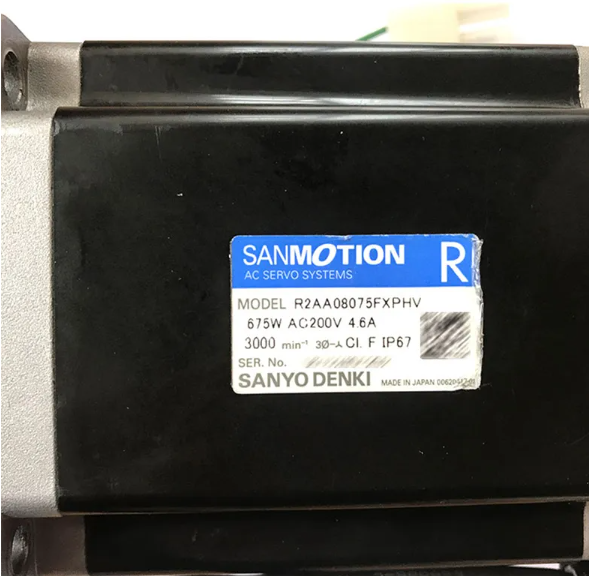 SANMOTION R
AC SERVO SYSTEMS
MODEL R2AA08075FXPHV
675W AC200V 4.6A
3000 min⁻¹ 3Ø-⅄ CI. F IP67
SER. No.
SANYO DENKI MADE IN JAPAN